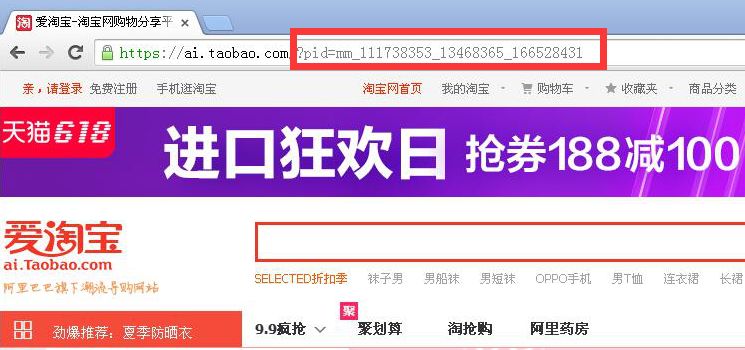 爱淘宝-淘宝网购物分享平
https://ai.taobao.com/?pid=mm_111738353_13468365_166528431
亲，请登录 免费注册 手机逛淘宝 淘宝网首页 我的淘宝 购物车 收藏夹 商品分类
天猫618 进口狂欢日 抢券188减100
爱淘宝
ai.Taobao.com
阿里巴巴旗下潮流导购网站
SELECTED折扣季 袜子男 男船袜 男短袜 OPPO手机 男T恤 连衣裙 长裙
聚
劲爆推荐：夏季防晒衣 9.9疯抢 聚划算 淘抢购 阿里药房